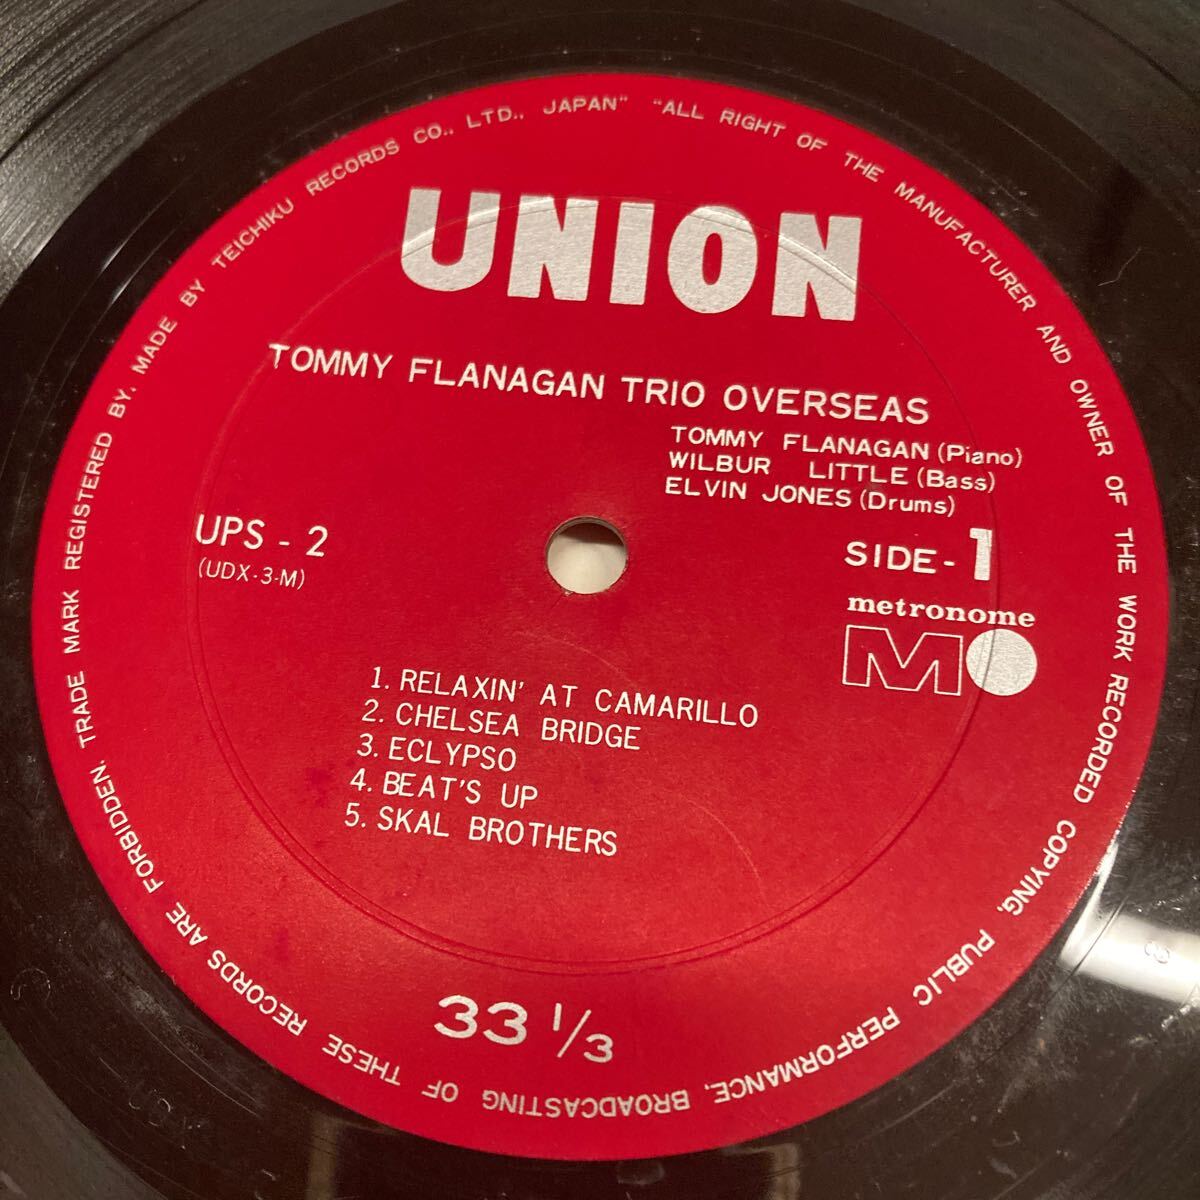 UNION
TOMMY FLANAGAN TRIO OVERSEAS
TOMMY FLANAGAN (Piano)
WILBUR LITTLE (Bass)
ELVIN JONES (Drums)
UPS - 2
(UDX-3-M)
SIDE-1
metronome
M
1. RELAXIN' AT CAMARILLO
2. CHELSEA BRIDGE
3. ECLYPSO
4. BEAT'S UP
5. SKAL BROTHERS
33 1/3
"ALL RIGHT OF THE MANUFACTURER AND OWNER OF THE WORK RECORDED COPYING, PUBLIC PERFORMANCE, BROADCASTING OF THESE RECORDS ARE FORBIDDEN, TRADE MARK REGISTERED BY, MADE BY TEICHIKU RECORDS CO., LTD., JAPAN"